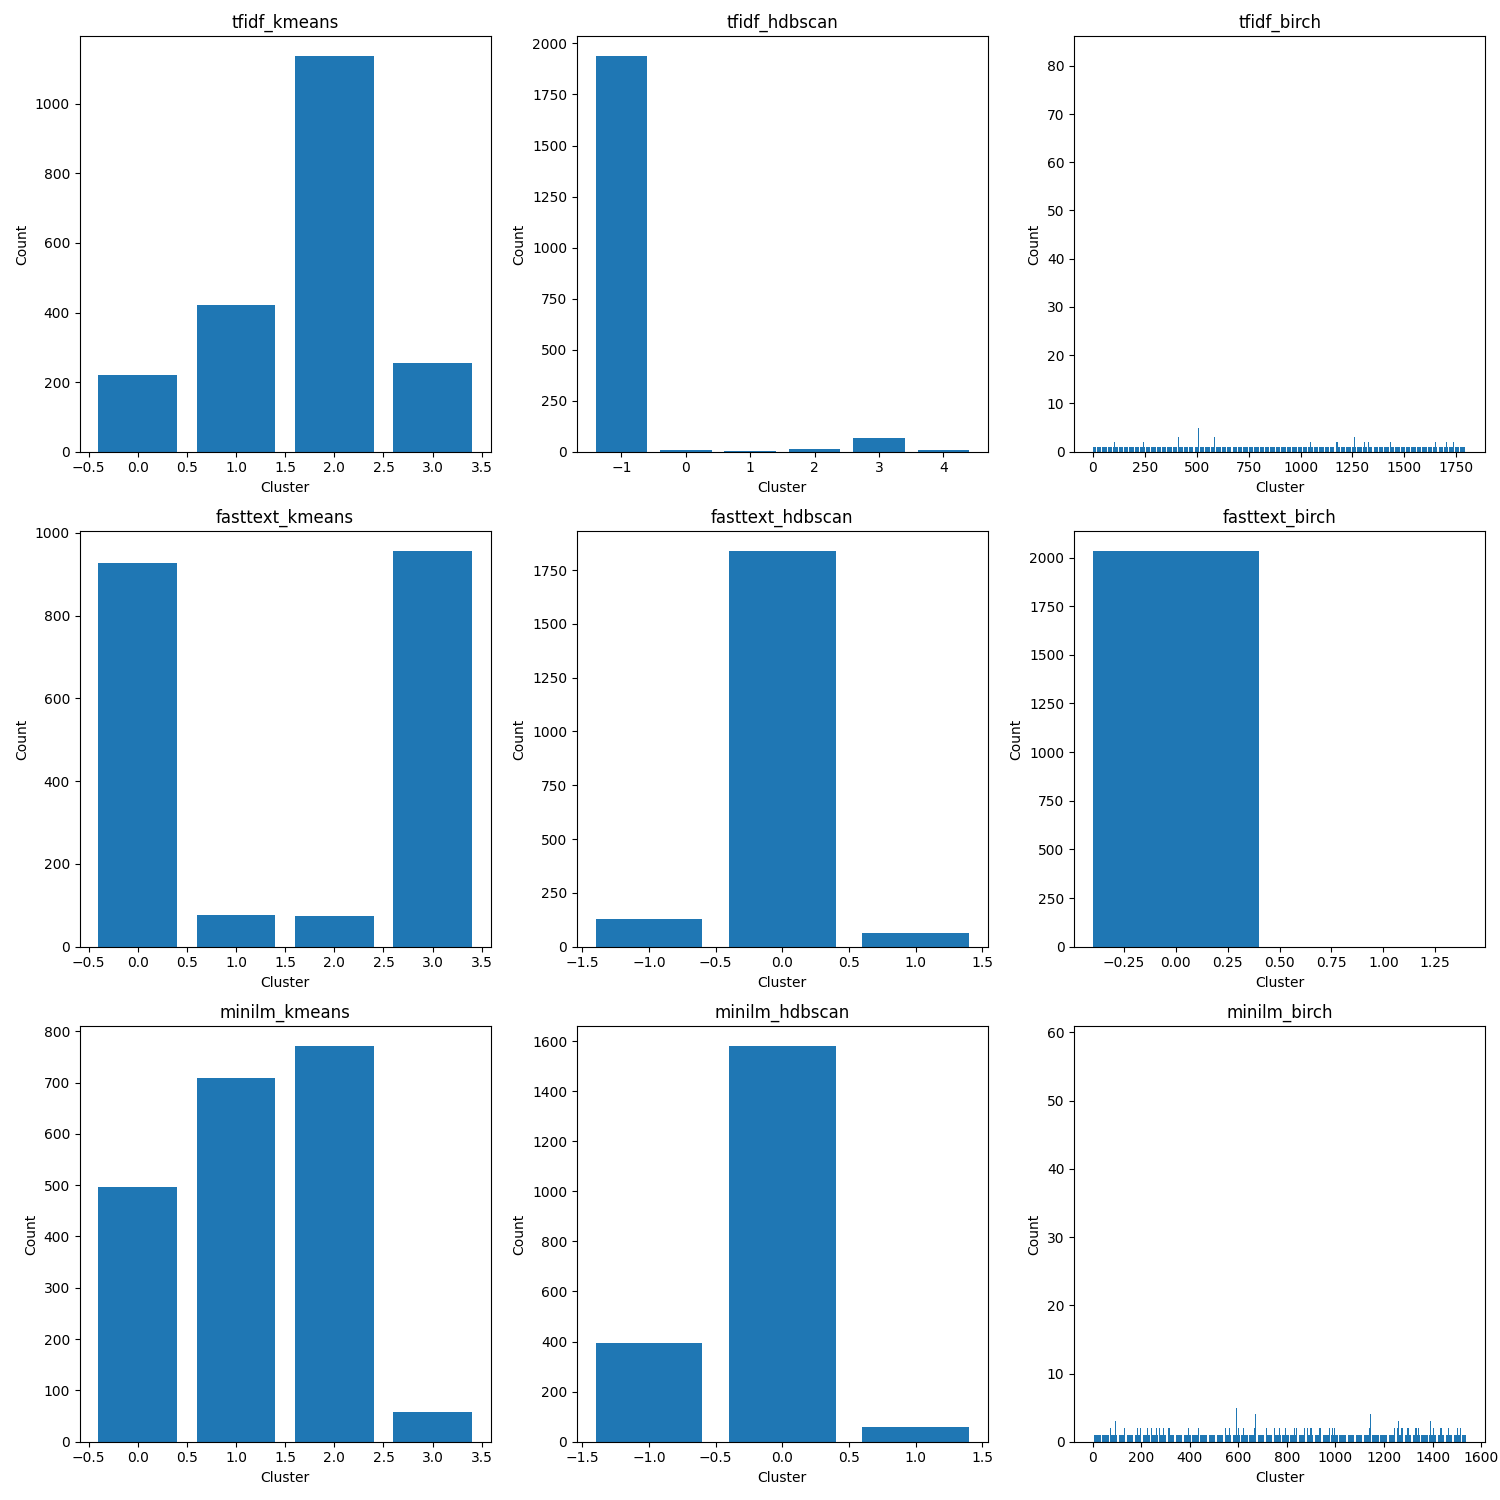 tfidf_kmeans
Count
0
200
400
600
800
1000
−0.5 0.0 0.5 1.0 1.5 2.0 2.5 3.0 3.5
Cluster
tfidf_hdbscan
Count
0
250
500
750
1000
1250
1500
1750
2000
−1 0 1 2 3 4
Cluster
tfidf_birch
Count
0
10
20
30
40
50
60
70
80
0 250 500 750 1000 1250 1500 1750
Cluster
fasttext_kmeans
Count
0
200
400
600
800
1000
−0.5 0.0 0.5 1.0 1.5 2.0 2.5 3.0 3.5
Cluster
fasttext_hdbscan
Count
0
250
500
750
1000
1250
1500
1750
−1.5 −1.0 −0.5 0.0 0.5 1.0 1.5
Cluster
fasttext_birch
Count
0
250
500
750
1000
1250
1500
1750
2000
−0.25 0.00 0.25 0.50 0.75 1.00 1.25
Cluster
minilm_kmeans
Count
0
100
200
300
400
500
600
700
800
−0.5 0.0 0.5 1.0 1.5 2.0 2.5 3.0 3.5
Cluster
minilm_hdbscan
Count
0
200
400
600
800
1000
1200
1400
1600
−1.5 −1.0 −0.5 0.0 0.5 1.0 1.5
Cluster
minilm_birch
Count
0
10
20
30
40
50
60
0 200 400 600 800 1000 1200 1400 1600
Cluster